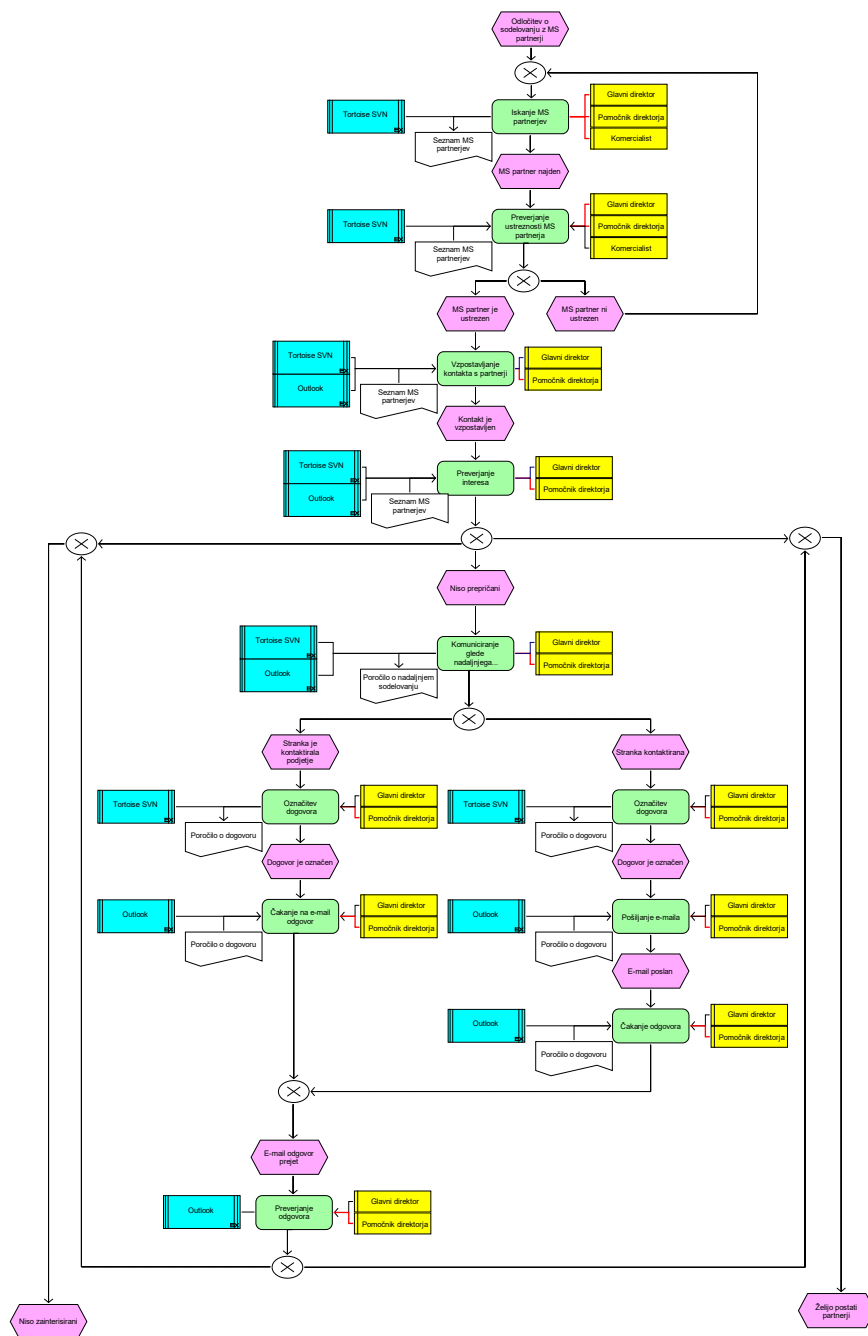 Odločitev o
sodelovanju z MS
partnerji
Glavni direktor
Tortoise SVN
Iskanje MS
partnerjev
Pomočnik direktorja
Komercialist
Seznam MS
partnerjev
MS partner najden
Glavni direktor
Tortoise SVN
Preverjanje
ustreznosti MS
partnerja
Pomočnik direktorja
Komercialist
Seznam MS
partnerjev
MS partner je
ustrezen
MS partner ni
ustrezen
Tortoise SVN
Outlook
Vzpostavljanje
kontakta s partnerji
Glavni direktor
Pomočnik direktorja
Seznam MS
partnerjev
Kontakt je
vzpostavljen
Tortoise SVN
Outlook
Preverjanje
interesa
Glavni direktor
Pomočnik direktorja
Seznam MS
partnerjev
Niso prepričani
Tortoise SVN
Outlook
Komuniciranje
glede
nadaljnjega...
Glavni direktor
Pomočnik direktorja
Poročilo o nadaljnjem
sodelovanju
Stranka je
kontaktirala
podjetje
Stranka kontaktirana
Tortoise SVN
Označitev
dogovora
Glavni direktor
Pomočnik direktorja
Tortoise SVN
Označitev
dogovora
Glavni direktor
Pomočnik direktorja
Poročilo o dogovoru
Poročilo o dogovoru
Dogovor je označen
Dogovor je označen
Outlook
Čakanje na e-mail
odgovor
Glavni direktor
Pomočnik direktorja
Outlook
Pošiljanje e-maila
Glavni direktor
Pomočnik direktorja
Poročilo o dogovoru
Poročilo o dogovoru
E-mail poslan
Outlook
Čakanje odgovora
Glavni direktor
Pomočnik direktorja
Poročilo o dogovoru
E-mail odgovor
prejet
Outlook
Preverjanje
odgovora
Glavni direktor
Pomočnik direktorja
Niso zainterisirani
Želijo postati
partnerji